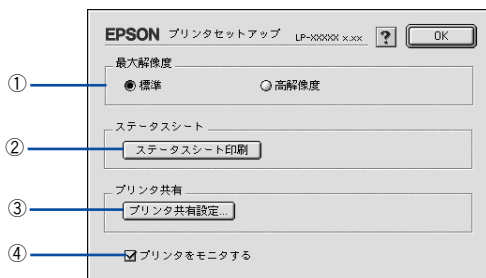 EPSON プリンタセットアップ LP-XXXXX x.xx ? OK
最大解像度
① 標準 高解像度
ステータスシート
② ステータスシート印刷
プリンタ共有
③ プリンタ共有設定...
④ プリンタをモニタする